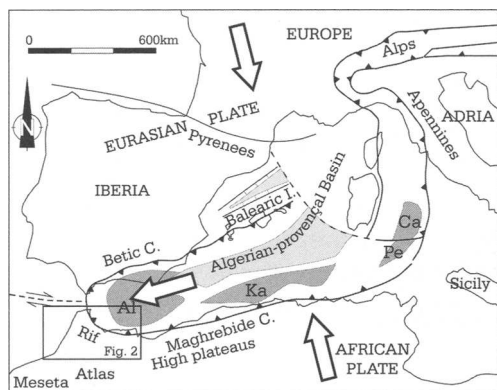 0 600km
EUROPE
Alps
N
EURASIAN PLATE
Pyrenees
ADRIA
Apennines
IBERIA
Balearic I.
Algerian-provençal Basin
Betic C.
Ca
Pe
Al
Ka
Sicily
Rif
Fig. 2
Maghrebide C.
High plateaus
AFRICAN
PLATE
Atlas
Meseta